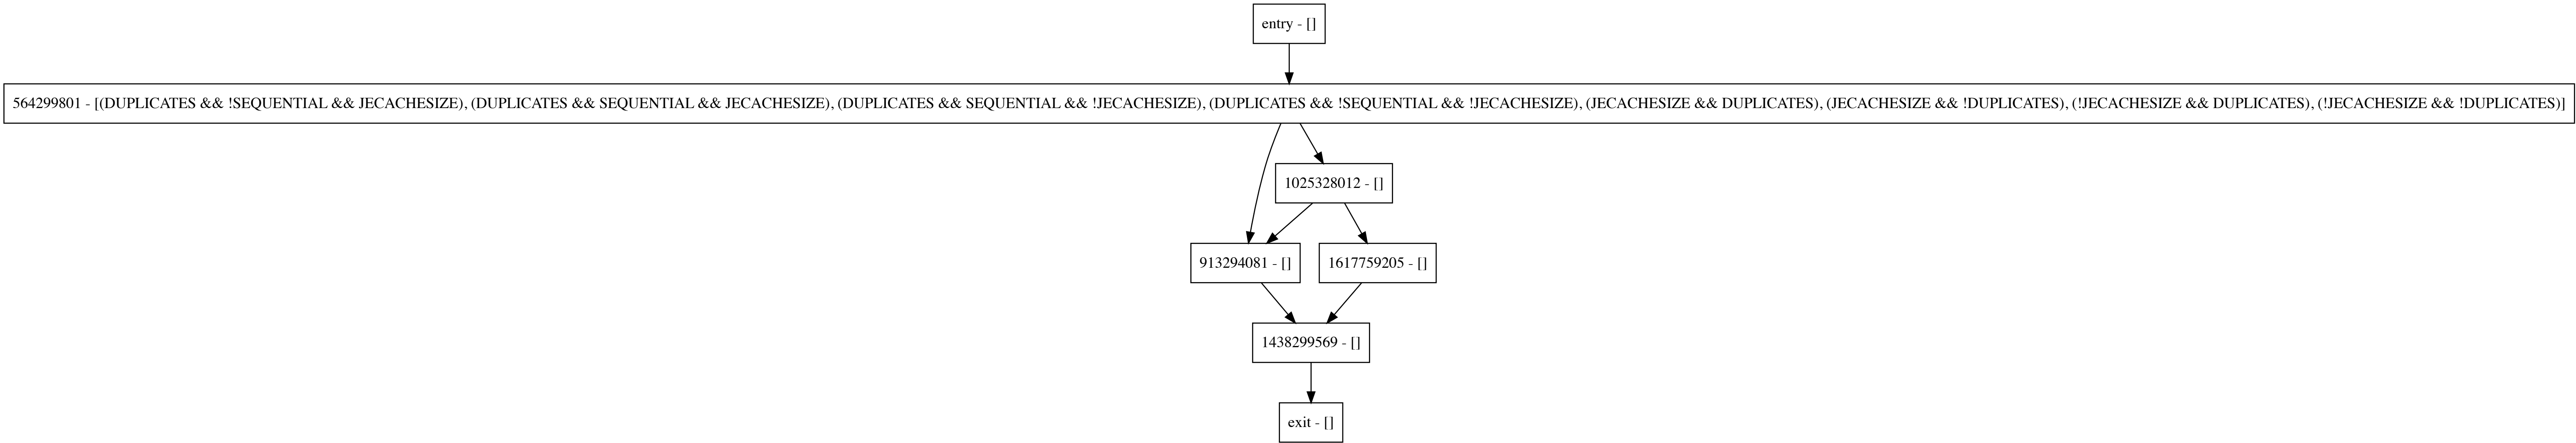 entry - []
564299801 - [(DUPLICATES && !SEQUENTIAL && JECACHESIZE), (DUPLICATES && SEQUENTIAL && JECACHESIZE), (DUPLICATES && SEQUENTIAL && !JECACHESIZE), (DUPLICATES && !SEQUENTIAL && !JECACHESIZE), (JECACHESIZE && DUPLICATES), (JECACHESIZE && !DUPLICATES), (!JECACHESIZE && DUPLICATES), (!JECACHESIZE && !DUPLICATES)]
1025328012 - []
913294081 - []
1617759205 - []
1438299569 - []
exit - []